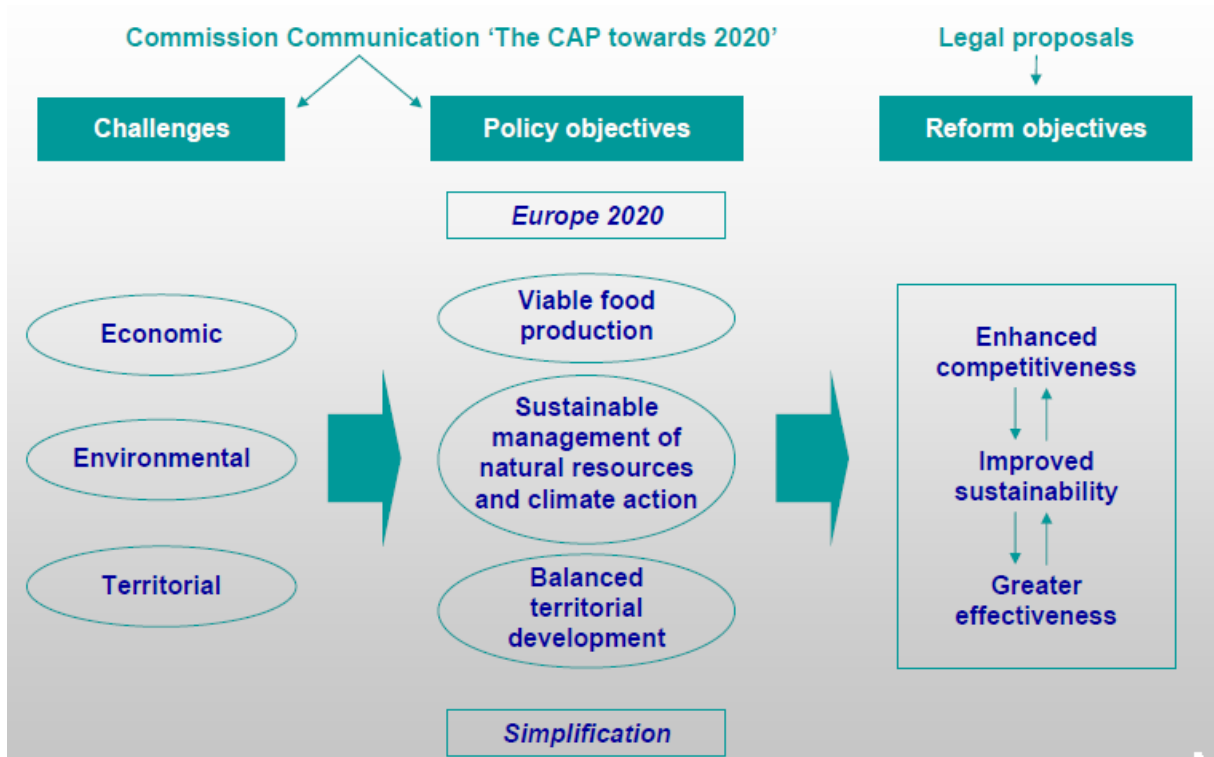 Commission Communication ‘The CAP towards 2020’
Legal proposals
Challenges
Policy objectives
Reform objectives
Europe 2020
Economic
Environmental
Territorial
Viable food
production
Sustainable
management of
natural resources
and climate action
Balanced
territorial
development
Simplification
Enhanced
competitiveness
Improved
sustainability
Greater
effectiveness